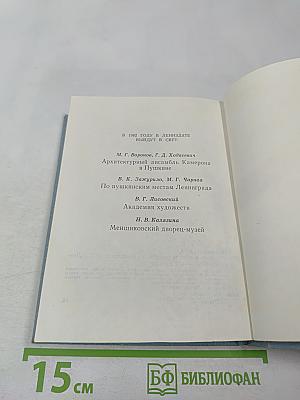 В 1982 ГОДУ В ЛЕНИЗДАТЕ
ВЫЙДУТ В СВЕТ:
М. Г. Воронов, Г. Д. Ходасевич
Архитектурный ансамбль Камерона
в Пушкине
В. К. Зажурило, М. Г. Чарная
По пушкинским местам Ленинграда
В. Г. Лисовский
Академия художеств
Н. В. Калязина
Меншиковский дворец-музей
15 см
БФ БИБЛИОФАН